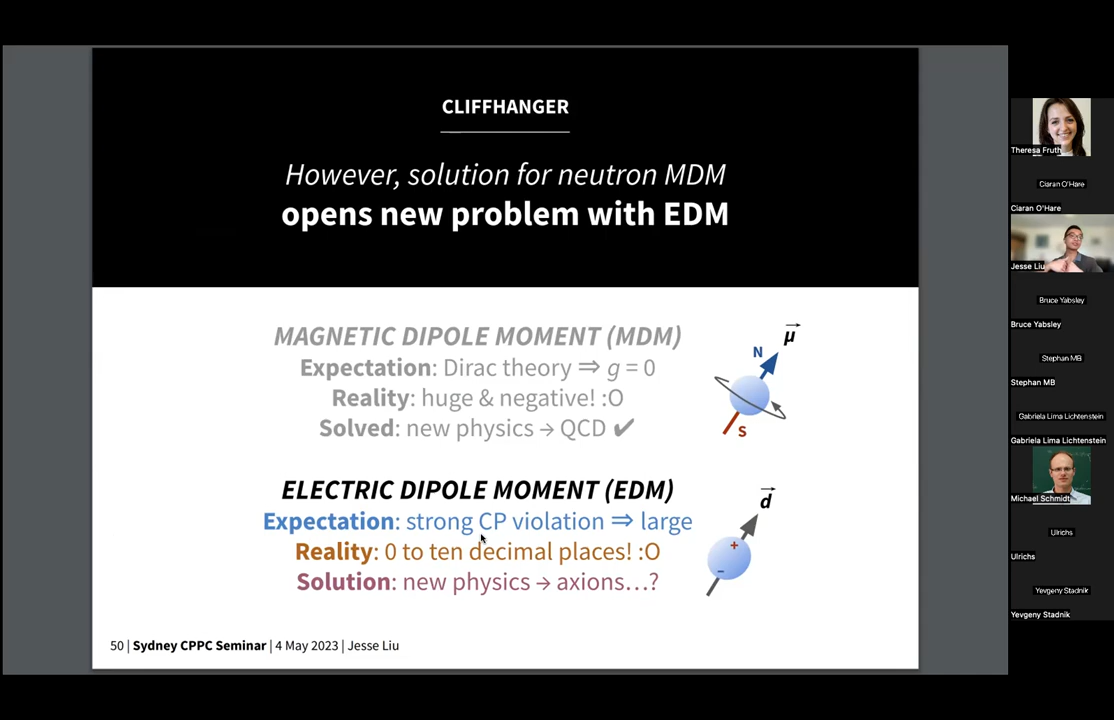 CLIFFHANGER
However, solution for neutron MDM
opens new problem with EDM
MAGNETIC DIPOLE MOMENT (MDM)
Expectation: Dirac theory ⇒ g = 0
Reality: huge & negative! :O
Solved: new physics → QCD ✔
μ
N
S
ELECTRIC DIPOLE MOMENT (EDM)
Expectation: strong CP violation ⇒ large
Reality: 0 to ten decimal places! :O
Solution: new physics → axions...?
d
+
-
50 | Sydney CPPC Seminar | 4 May 2023 | Jesse Liu
Theresa Fruth
Ciaran O'Hare
Ciaran O'Hare
Jesse Liu
Bruce Yabsley
Bruce Yabsley
Stephan MB
Stephan MB
Gabriela Lima Lichtenstein
Gabriela Lima Lichtenstein
Michael Schmidt
Ulrichs
Ulrichs
Yevgeny Stadnik
Yevgeny Stadnik